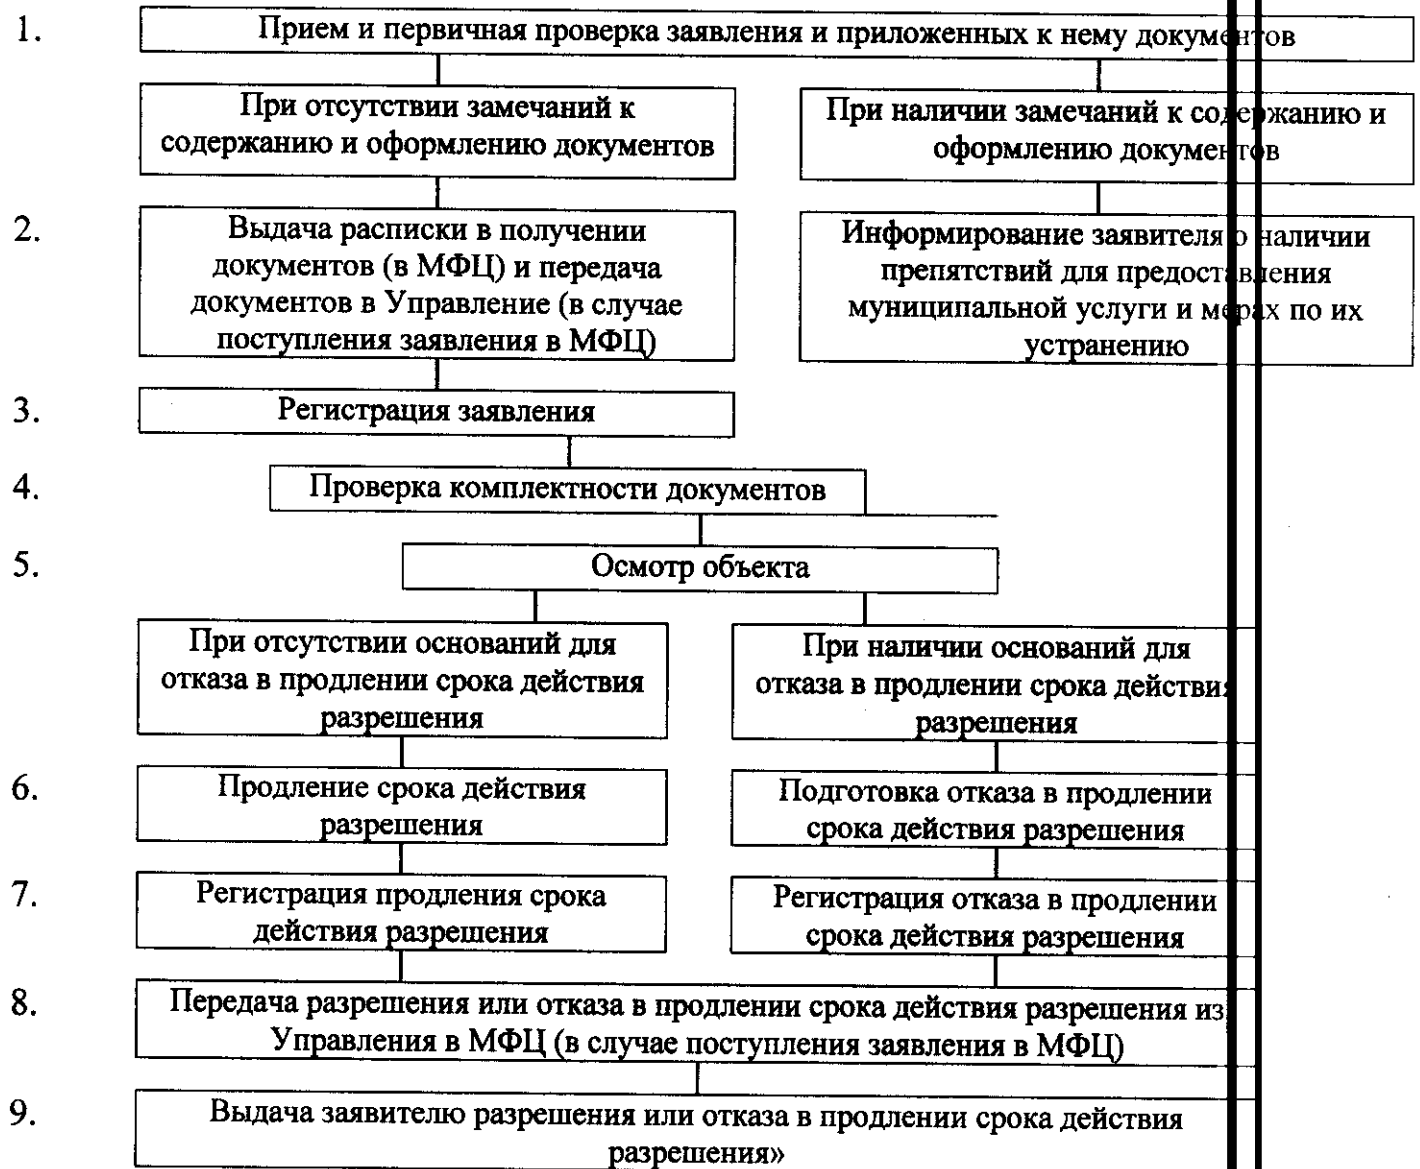 1.
Прием и первичная проверка заявления и приложенных к нему документов
При отсутствии замечаний к
содержанию и оформлению документов
При наличии замечаний к содержанию и
оформлению документов
2.
Выдача расписки в получении
документов (в МФЦ) и передача
документов в Управление (в случае
поступления заявления в МФЦ)
Информирование заявителя о наличии
препятствий для предоставления
муниципальной услуги и мерах по их
устранению
3.
Регистрация заявления
4.
Проверка комплектности документов
5.
Осмотр объекта
При отсутствии оснований для
отказа в продлении срока действия
разрешения
При наличии оснований для
отказа в продлении срока действия
разрешения
6.
Продление срока действия
разрешения
Подготовка отказа в продлении
срока действия разрешения
7.
Регистрация продления срока
действия разрешения
Регистрация отказа в продлении
срока действия разрешения
8.
Передача разрешения или отказа в продлении срока действия разрешения из
Управления в МФЦ (в случае поступления заявления в МФЦ)
9.
Выдача заявителю разрешения или отказа в продлении срока действия
разрешения»